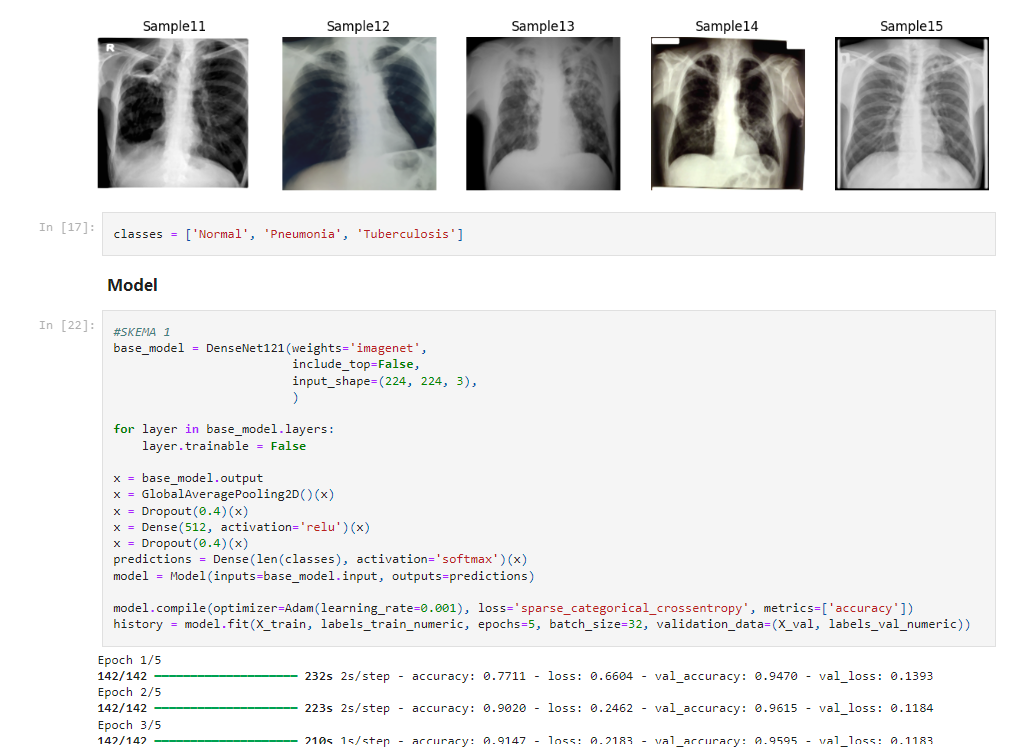 Sample11 Sample12 Sample13 Sample14 Sample15
R
In [17]:
classes = ['Normal', 'Pneumonia', 'Tuberculosis']
Model
In [22]:
#SKEMA 1
base_model = DenseNet121(weights='imagenet',
include_top=False,
input_shape=(224, 224, 3),
)
for layer in base_model.layers:
layer.trainable = False
x = base_model.output
x = GlobalAveragePooling2D()(x)
x = Dropout(0.4)(x)
x = Dense(512, activation='relu')(x)
x = Dropout(0.4)(x)
predictions = Dense(len(classes), activation='softmax')(x)
model = Model(inputs=base_model.input, outputs=predictions)
model.compile(optimizer=Adam(learning_rate=0.001), loss='sparse_categorical_crossentropy', metrics=['accuracy'])
history = model.fit(X_train, labels_train_numeric, epochs=5, batch_size=32, validation_data=(X_val, labels_val_numeric))
Epoch 1/5
142/142 232s 2s/step - accuracy: 0.7711 - loss: 0.6604 - val_accuracy: 0.9470 - val_loss: 0.1393
Epoch 2/5
142/142 223s 2s/step - accuracy: 0.9020 - loss: 0.2462 - val_accuracy: 0.9615 - val_loss: 0.1184
Epoch 3/5
142/142 210s 1s/step - accuracy: 0.9147 - loss: 0.2183 - val_accuracy: 0.9595 - val_loss: 0.1183